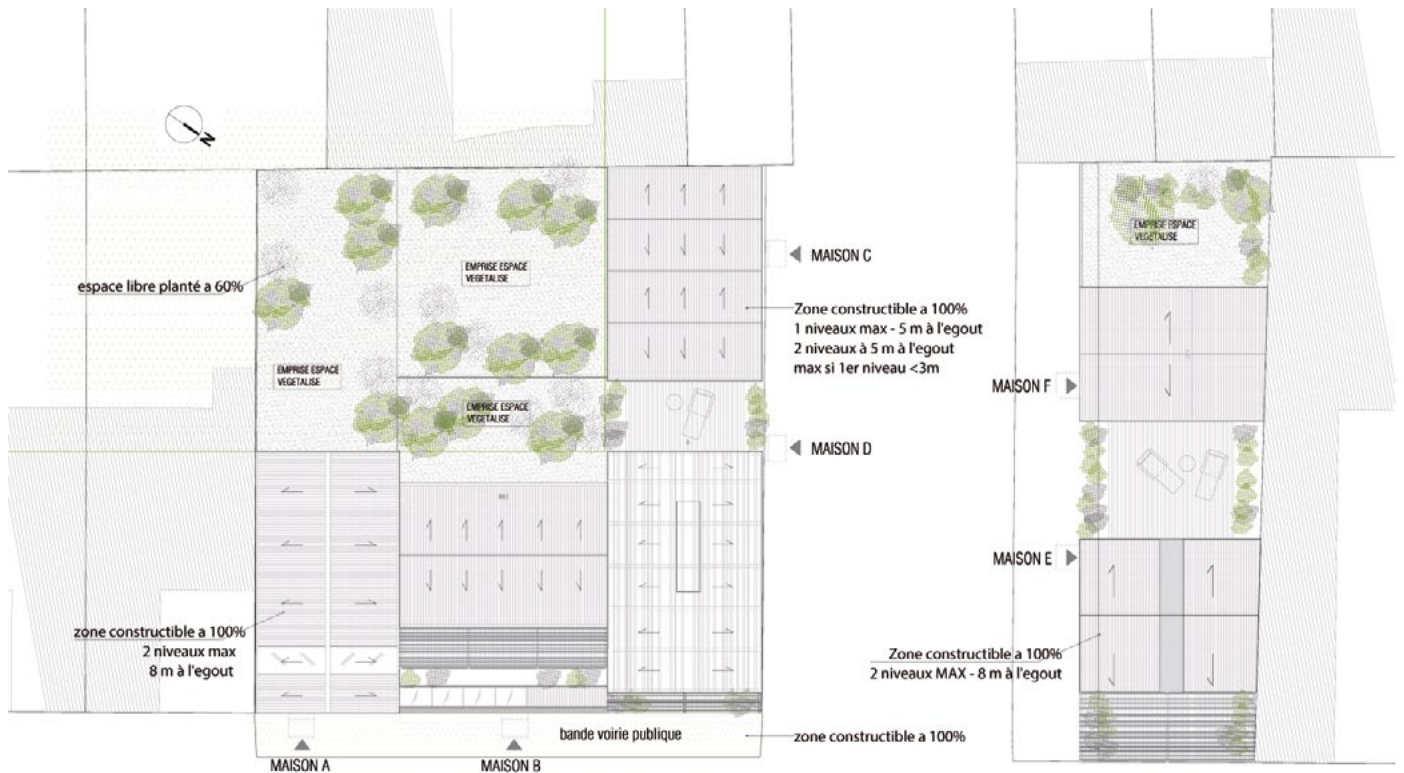 N
espace libre planté a 60%
EMPRISE ESPACE
VEGETALISE
EMPRISE ESPACE
VEGETALISE
EMPRISE ESPACE
VEGETALISE
MAISON C
Zone constructible a 100%
1 niveaux max - 5 m à l'egout
2 niveaux à 5 m à l'egout
max si 1er niveau <3m
MAISON D
zone constructible a 100%
2 niveaux max
8 m à l'egout
bande voirie publique
zone constructible a 100%
MAISON A
MAISON B
EMPRISE ESPACE
VEGETALISE
MAISON F
MAISON E
Zone constructible a 100%
2 niveaux MAX - 8 m à l'egout